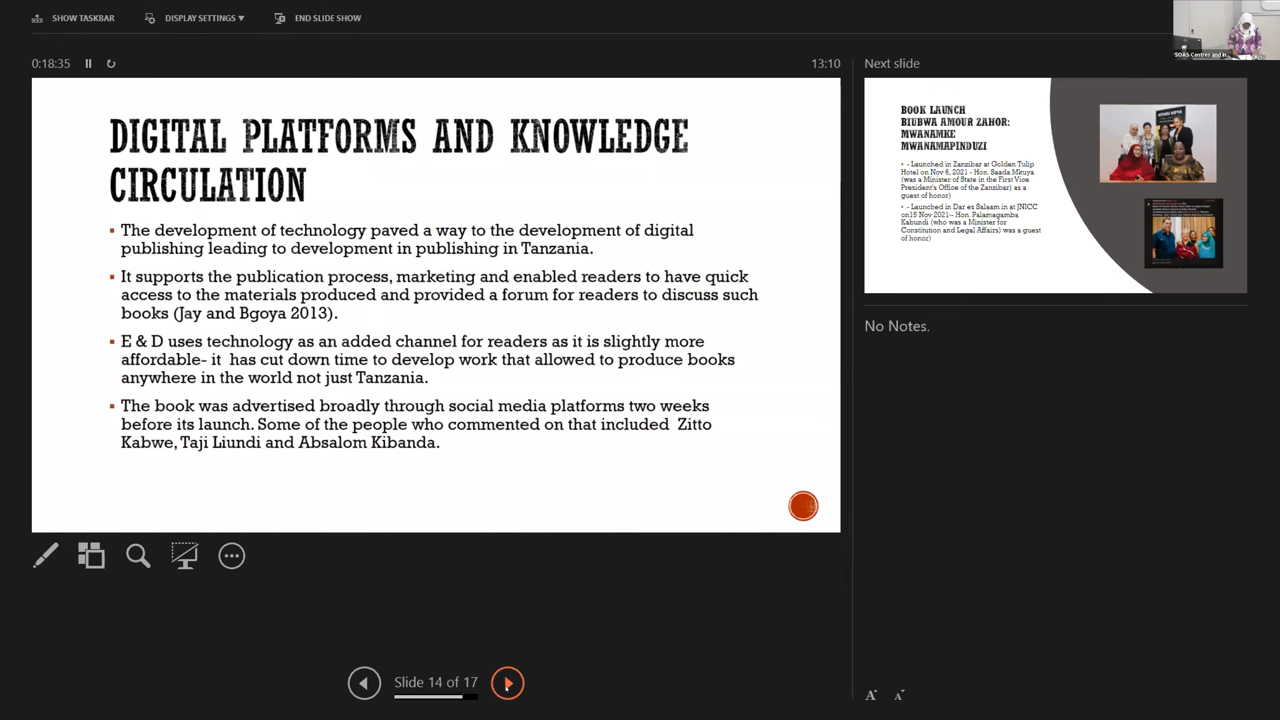 SHOW TASKBAR
DISPLAY SETTINGS ▼
END SLIDE SHOW
0:18:35
13:10
DIGITAL PLATFORMS AND KNOWLEDGE
CIRCULATION
▪ The development of technology paved a way to the development of digital
publishing leading to development in publishing in Tanzania.
▪ It supports the publication process, marketing and enabled readers to have quick
access to the materials produced and provided a forum for readers to discuss such
books (Jay and Bgoya 2013).
▪ E & D uses technology as an added channel for readers as it is slightly more
affordable- it has cut down time to develop work that allowed to produce books
anywhere in the world not just Tanzania.
▪ The book was advertised broadly through social media platforms two weeks
before its launch. Some of the people who commented on that included Zitto
Kabwe, Taji Liundi and Absalom Kibanda.
Slide 14 of 17
SOAS Centres and
Next slide
BOOK LAUNCH
BIUBWA AMOUR ZAHOR:
MWANAMKE
MWANAMAPINDUZI
• - Launched in Zanzibar at Golden Tulip
Hotel on Nov 6, 2021 - Hon. Saada Mkuya
(was a Minister of State in the First Vice
President's Office of the Zanzibar) as a
guest of honor)
• - Launched in Dar es Salaam in at JNICC
on15 Nov 2021-- Hon. Palamagamba
Kabundi (who was a Minister for
Constitution and Legal Affairs) was a guest
of honor)
No Notes.
A A